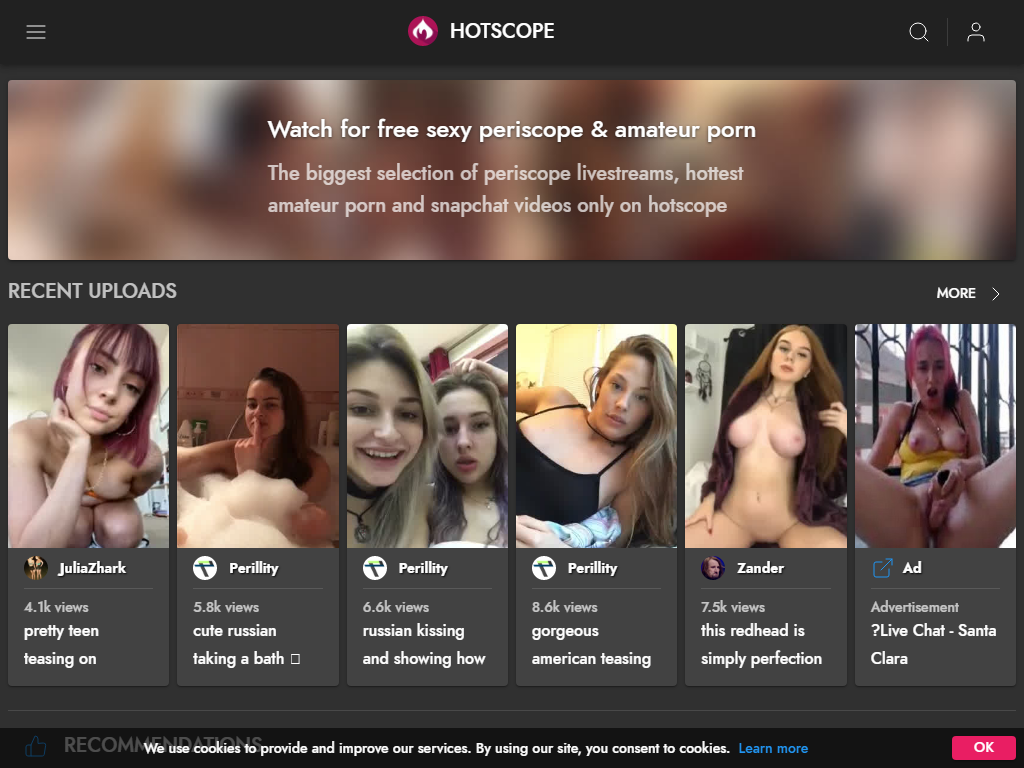 HOTSCOPE
Watch for free sexy periscope & amateur porn
The biggest selection of periscope livestreams, hottest
amateur porn and snapchat videos only on hotscope
RECENT UPLOADS
MORE
JuliaZhark
4.1k views
pretty teen
teasing on
Perillity
5.8k views
cute russian
taking a bath
Perillity
6.6k views
russian kissing
and showing how
Perillity
8.6k views
gorgeous
american teasing
Zander
7.5k views
this redhead is
simply perfection
Ad
Advertisement
?Live Chat - Santa
Clara
RECOMMENDATIONS
We use cookies to provide and improve our services. By using our site, you consent to cookies. Learn more
OK